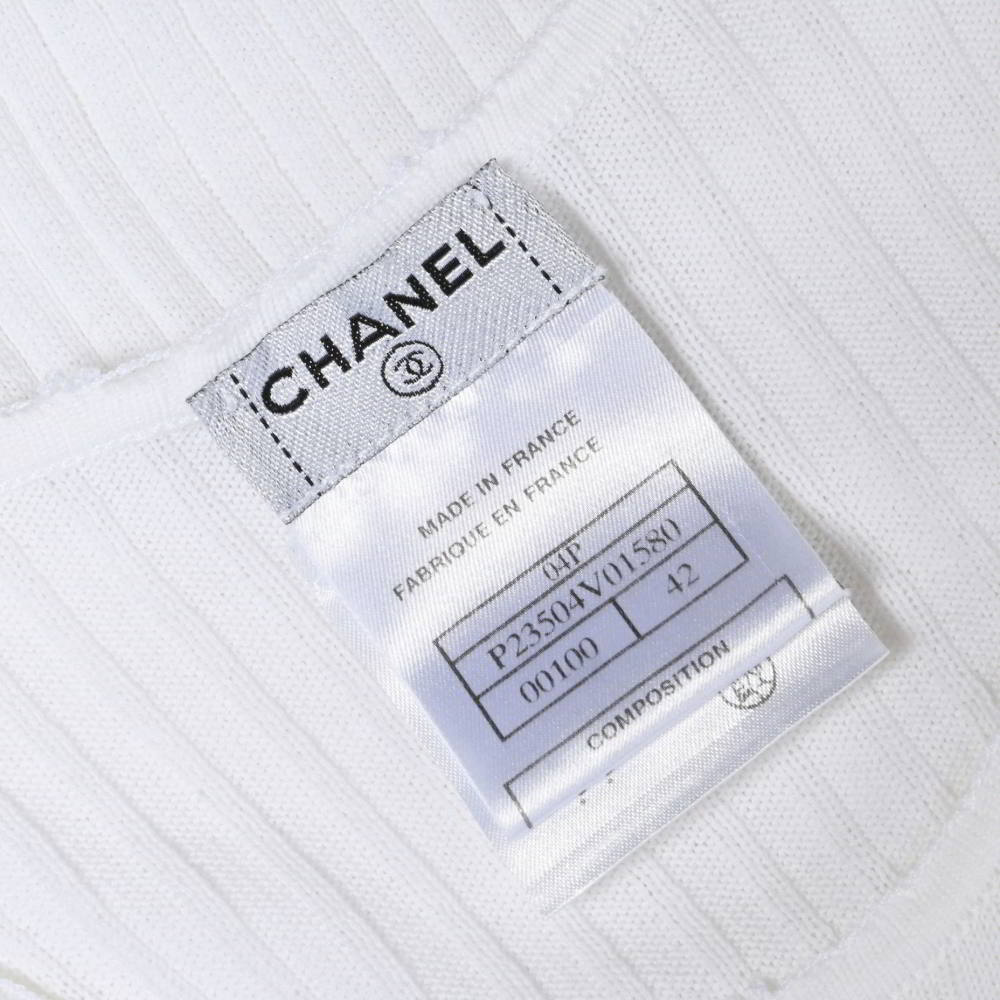 CHANEL
MADE IN FRANCE
FABRIQUE EN FRANCE
04P
P23504V01580
00100 42
COMPOSITION